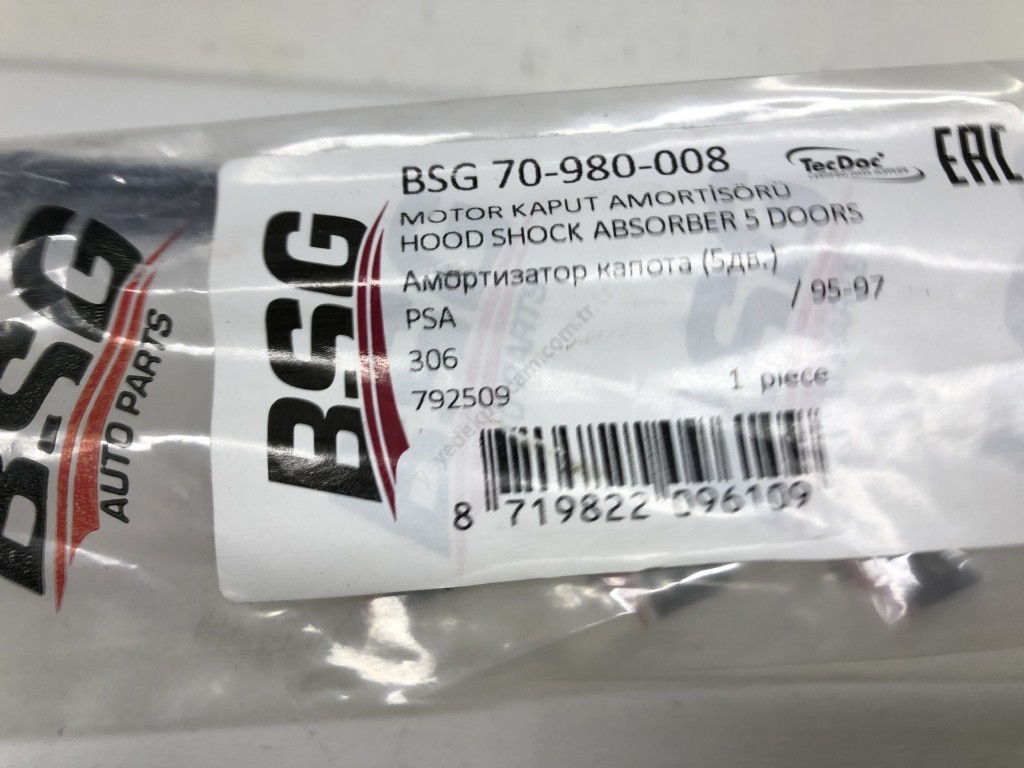 BSG 70-980-008
TecDoc
EAC
MOTOR KAPUT AMORTİSÖRÜ
HOOD SHOCK ABSORBER 5 DOORS
Амортизатор капота (5дв.)
/ 95-97
PSA
306
792509
1 piece
8 719822 096109
BSG
BSG
AUTO PARTS